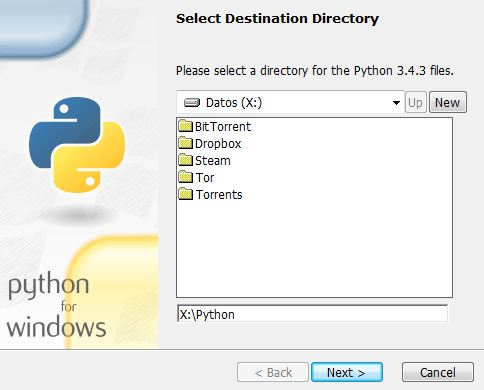 Select Destination Directory
Please select a directory for the Python 3.4.3 files.
Datos (X:)
Up
New
BitTorrent
Dropbox
Steam
Tor
Torrents
python
for
windows
X:\Python
< Back
Next >
Cancel